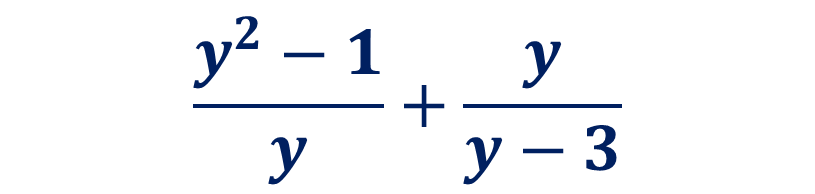 y² − 1 / y + y / y − 3